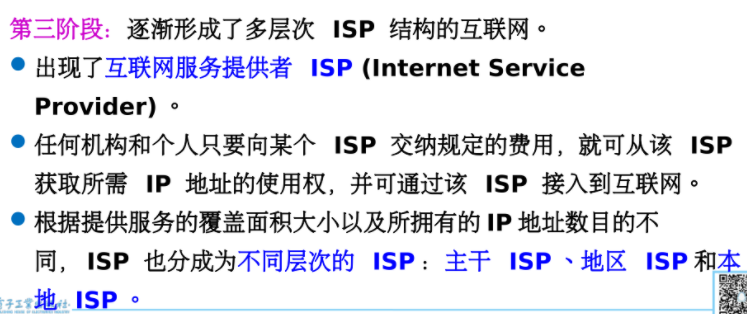 第三阶段：逐渐形成了多层次 ISP 结构的互联网。
● 出现了互联网服务提供者 ISP (Internet Service
Provider) 。
● 任何机构和个人只要向某个 ISP 交纳规定的费用，就可从该 ISP
获取所需 IP 地址的使用权，并可通过该 ISP 接入到互联网。
● 根据提供服务的覆盖面积大小以及所拥有的 IP 地址数目的不
同， ISP 也分成为不同层次的 ISP ：主干 ISP 、地区 ISP 和本
地 ISP 。